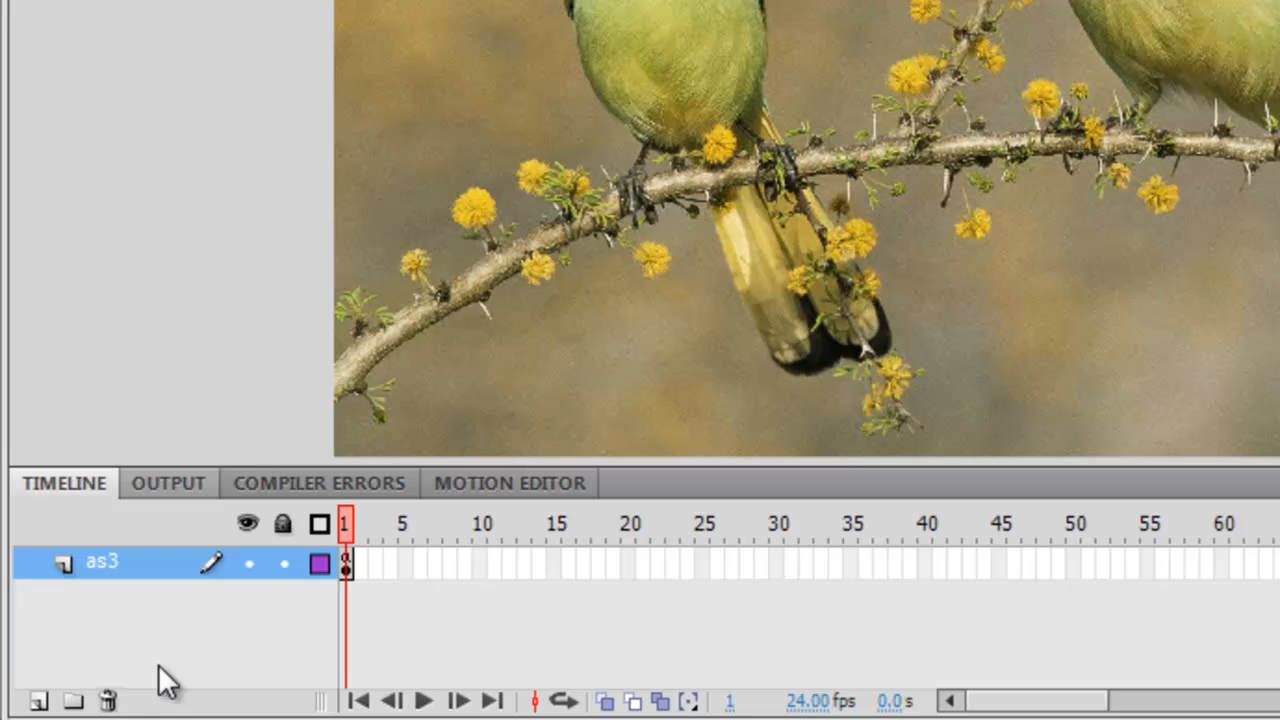 TIMELINE OUTPUT COMPILER ERRORS MOTION EDITOR
1 5 10 15 20 25 30 35 40 45 50 55 60
as3 a
1 24.00 fps 0.0 s